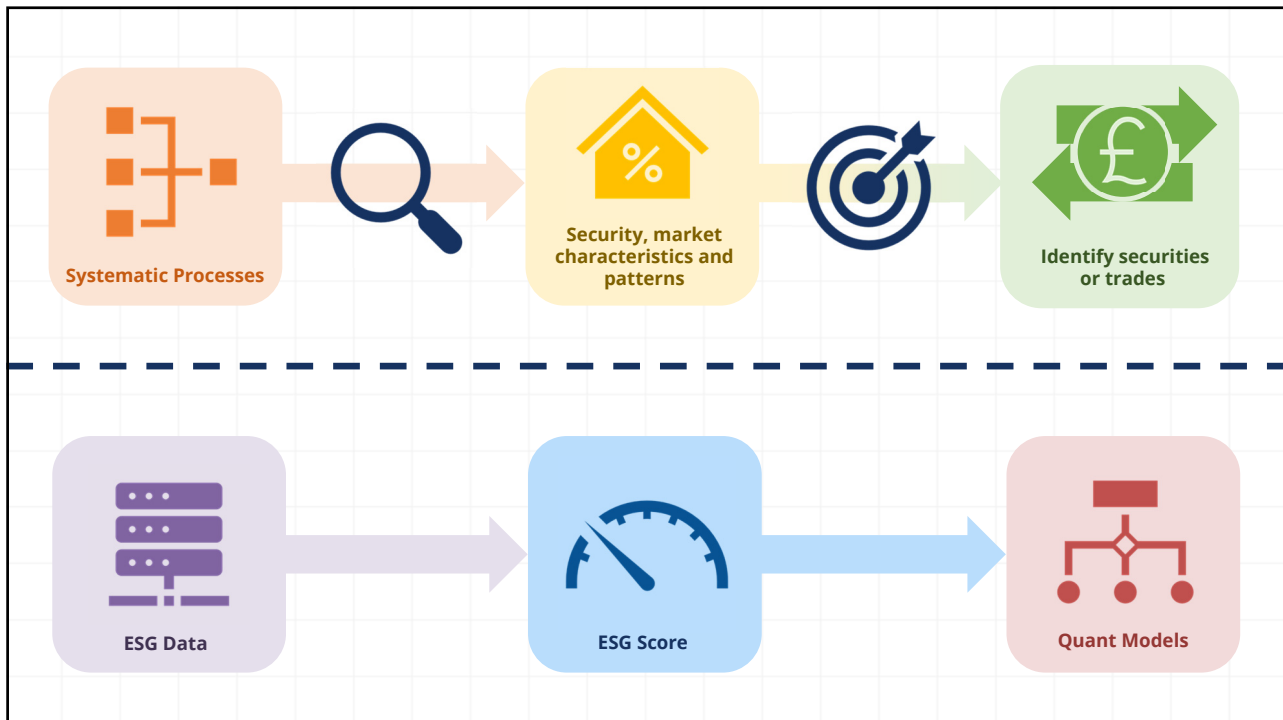 Systematic Processes
%
Security, market
characteristics and
patterns
£
Identify securities
or trades
ESG Data
ESG Score
Quant Models